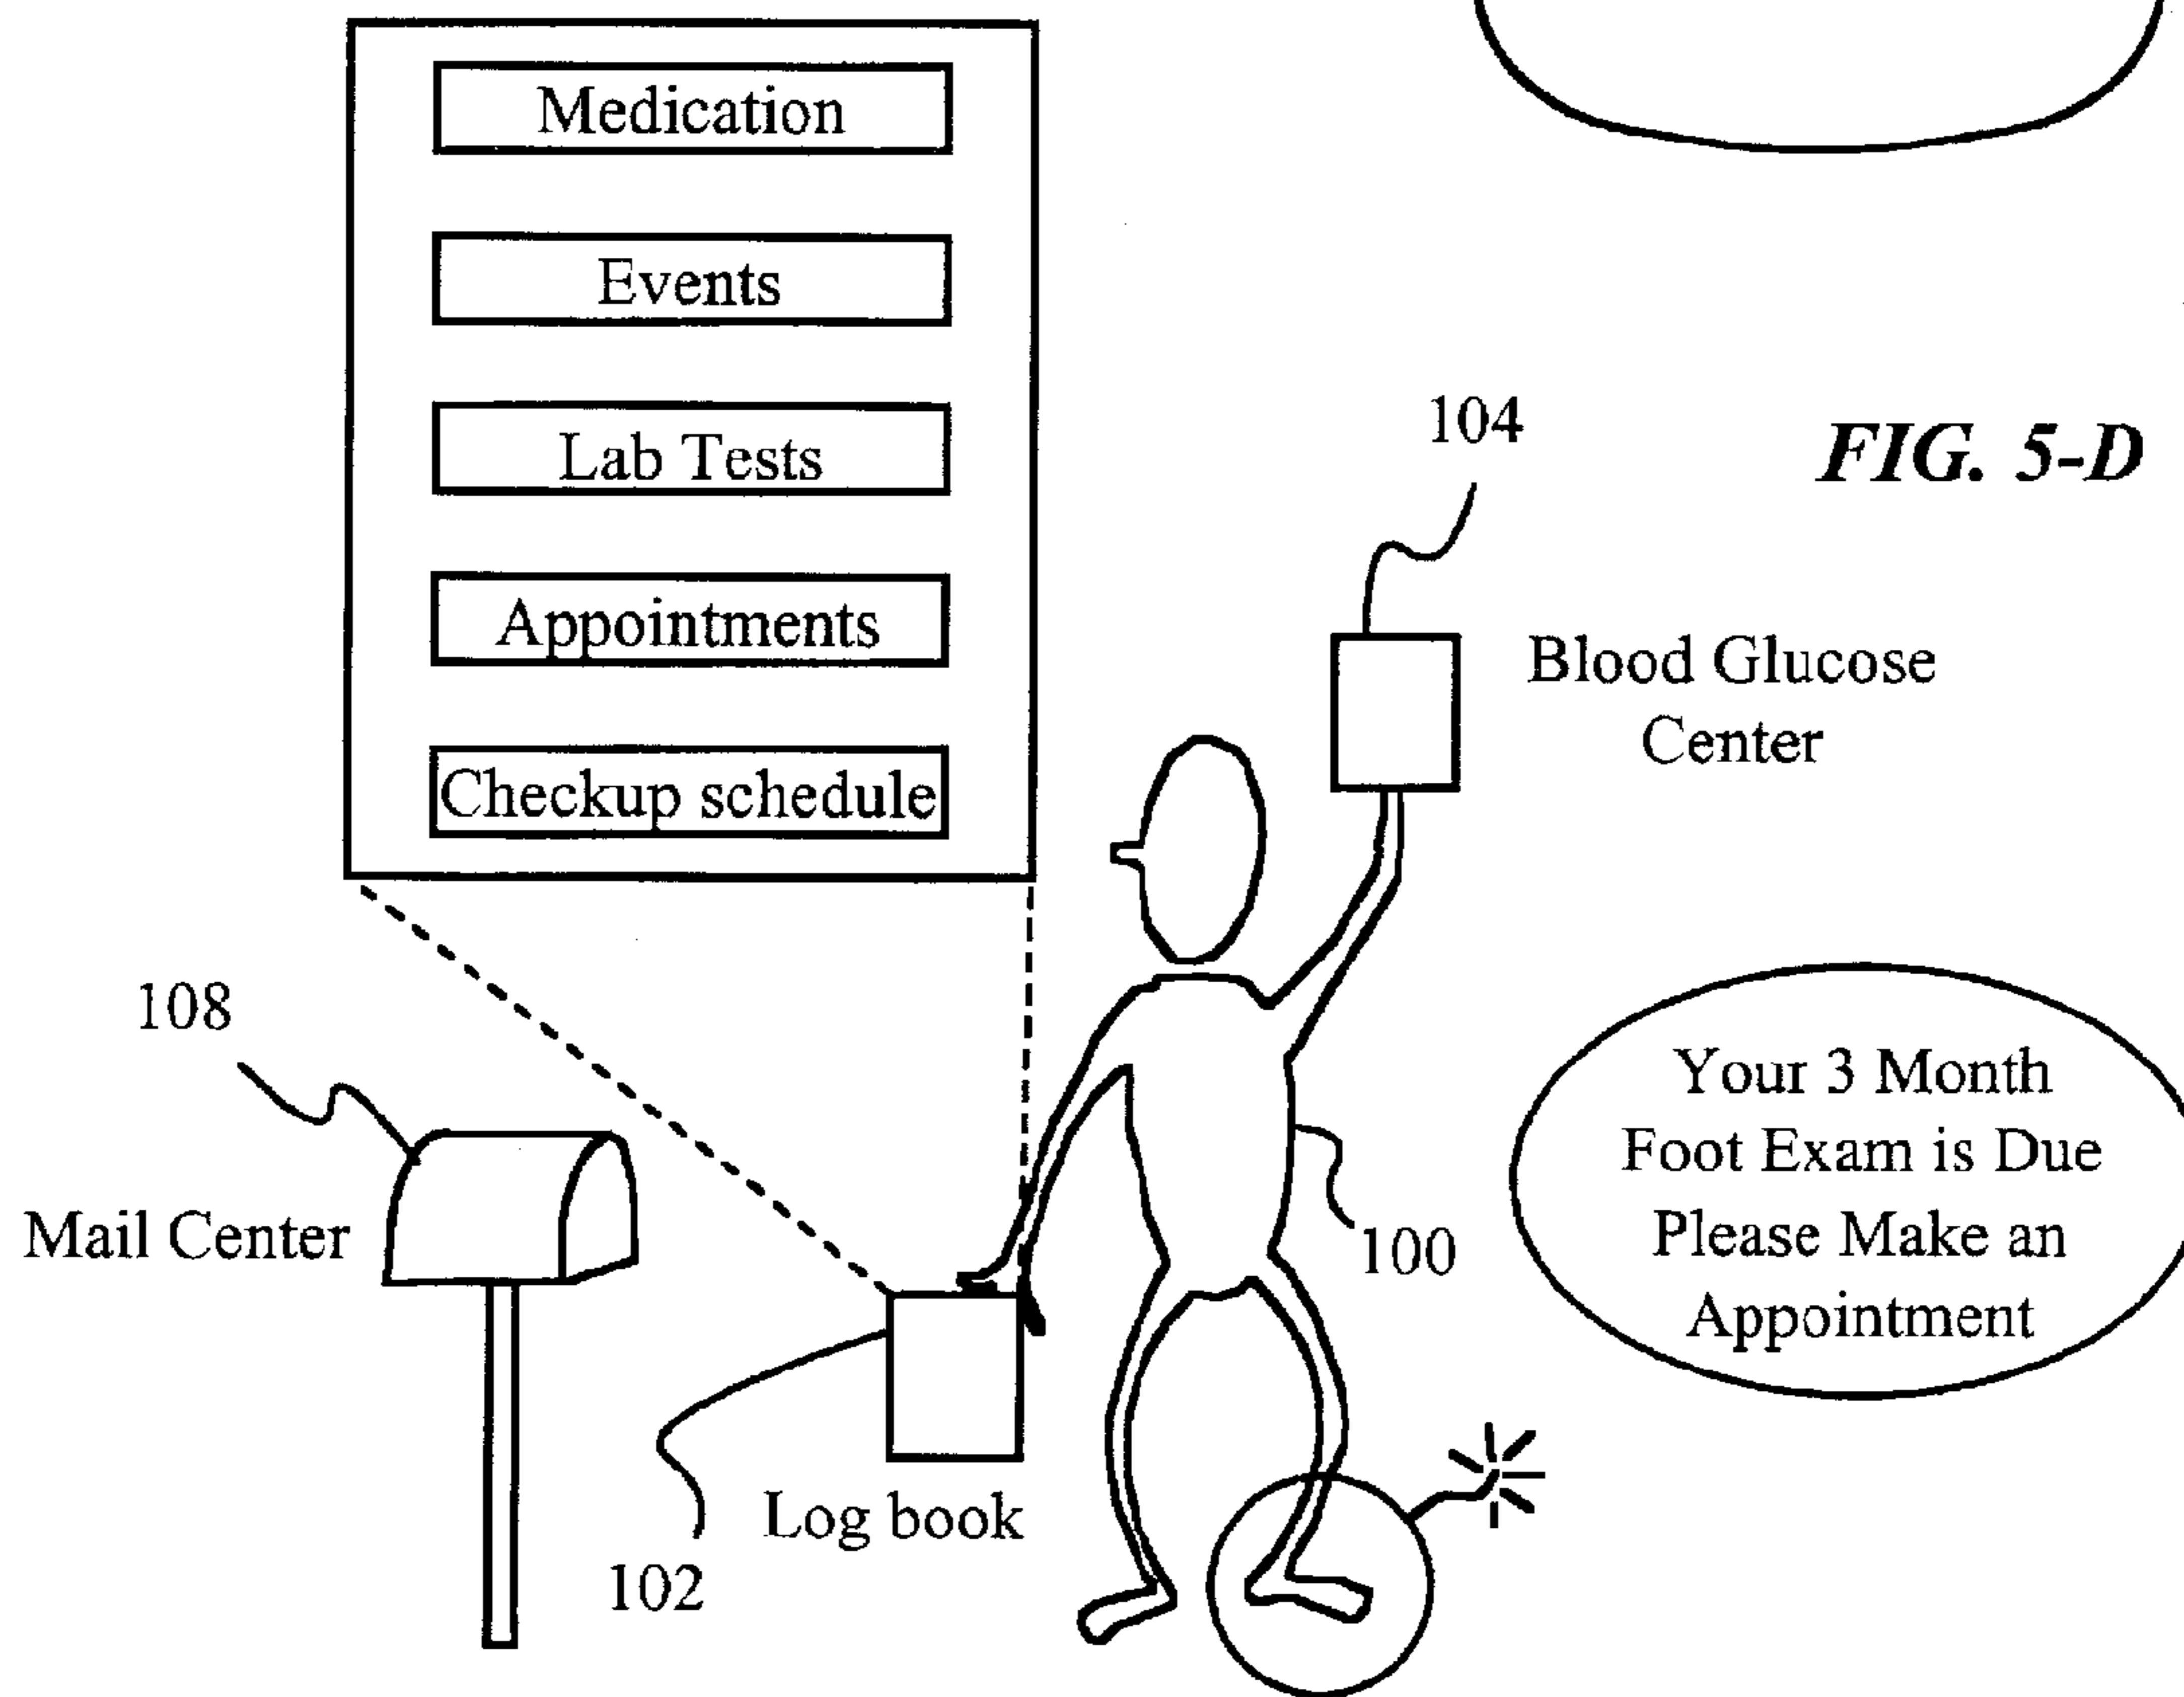 Medication
Events
Lab Tests
Appointments
Checkup schedule
104
FIG. 5-D
Blood Glucose
Center
108
Mail Center
Your 3 Month
Foot Exam is Due
Please Make an
Appointment
100
Log book
102